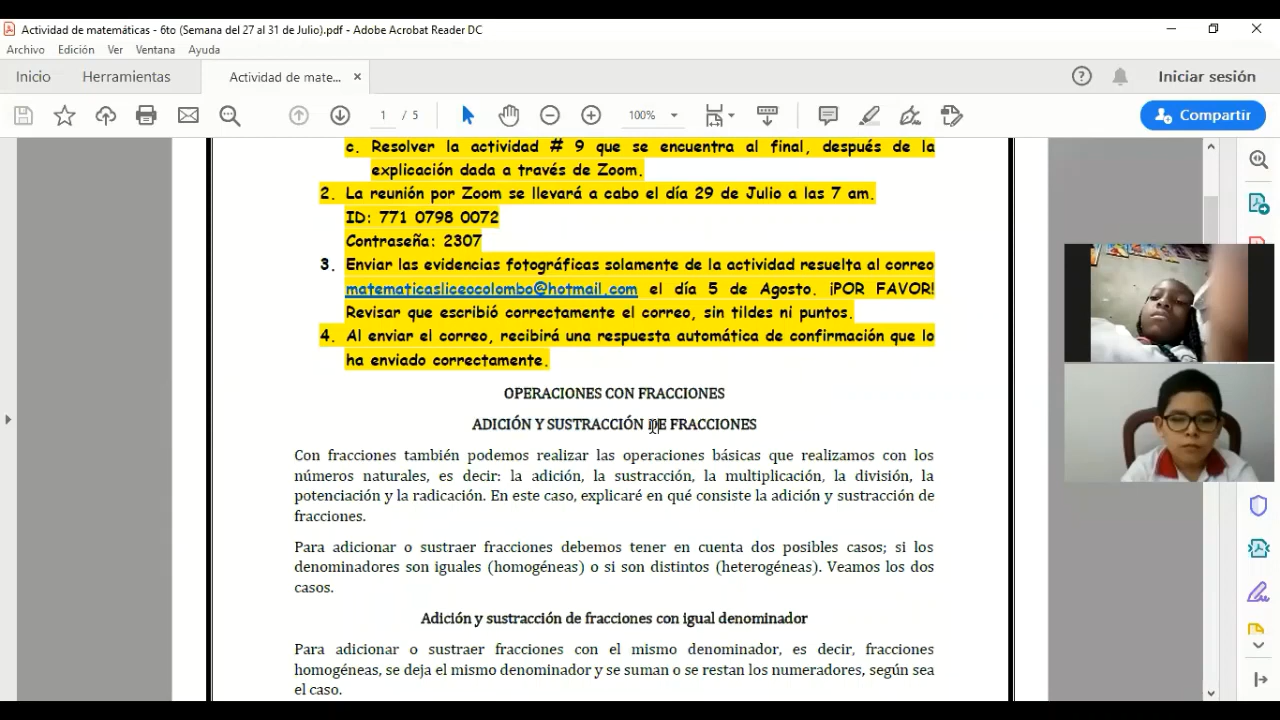 Actividad de matemáticas - 6to (Semana del 27 al 31 de Julio).pdf - Adobe Acrobat Reader DC
Archivo Edición Ver Ventana Ayuda
Inicio Herramientas Actividad de mate... × Iniciar sesión
1 / 5 100% Compartir
c. Resolver la actividad # 9 que se encuentra al final, después de la
explicación dada a través de Zoom.
2. La reunión por Zoom se llevará a cabo el día 29 de Julio a las 7 am.
ID: 771 0798 0072
Contraseña: 2307
3. Enviar las evidencias fotográficas solamente de la actividad resuelta al correo
matematicasliceocolombo@hotmail.com el día 5 de Agosto. ¡POR FAVOR!
Revisar que escribió correctamente el correo, sin tildes ni puntos.
4. Al enviar el correo, recibirá una respuesta automática de confirmación que lo
ha enviado correctamente.
OPERACIONES CON FRACCIONES
ADICIÓN Y SUSTRACCIÓN DE FRACCIONES
Con fracciones también podemos realizar las operaciones básicas que realizamos con los
números naturales, es decir: la adición, la sustracción, la multiplicación, la división, la
potenciación y la radicación. En este caso, explicaré en qué consiste la adición y sustracción de
fracciones.
Para adicionar o sustraer fracciones debemos tener en cuenta dos posibles casos; si los
denominadores son iguales (homogéneas) o si son distintos (heterogéneas). Veamos los dos
casos.
Adición y sustracción de fracciones con igual denominador
Para adicionar o sustraer fracciones con el mismo denominador, es decir, fracciones
homogéneas, se deja el mismo denominador y se suman o se restan los numeradores, según sea
el caso.